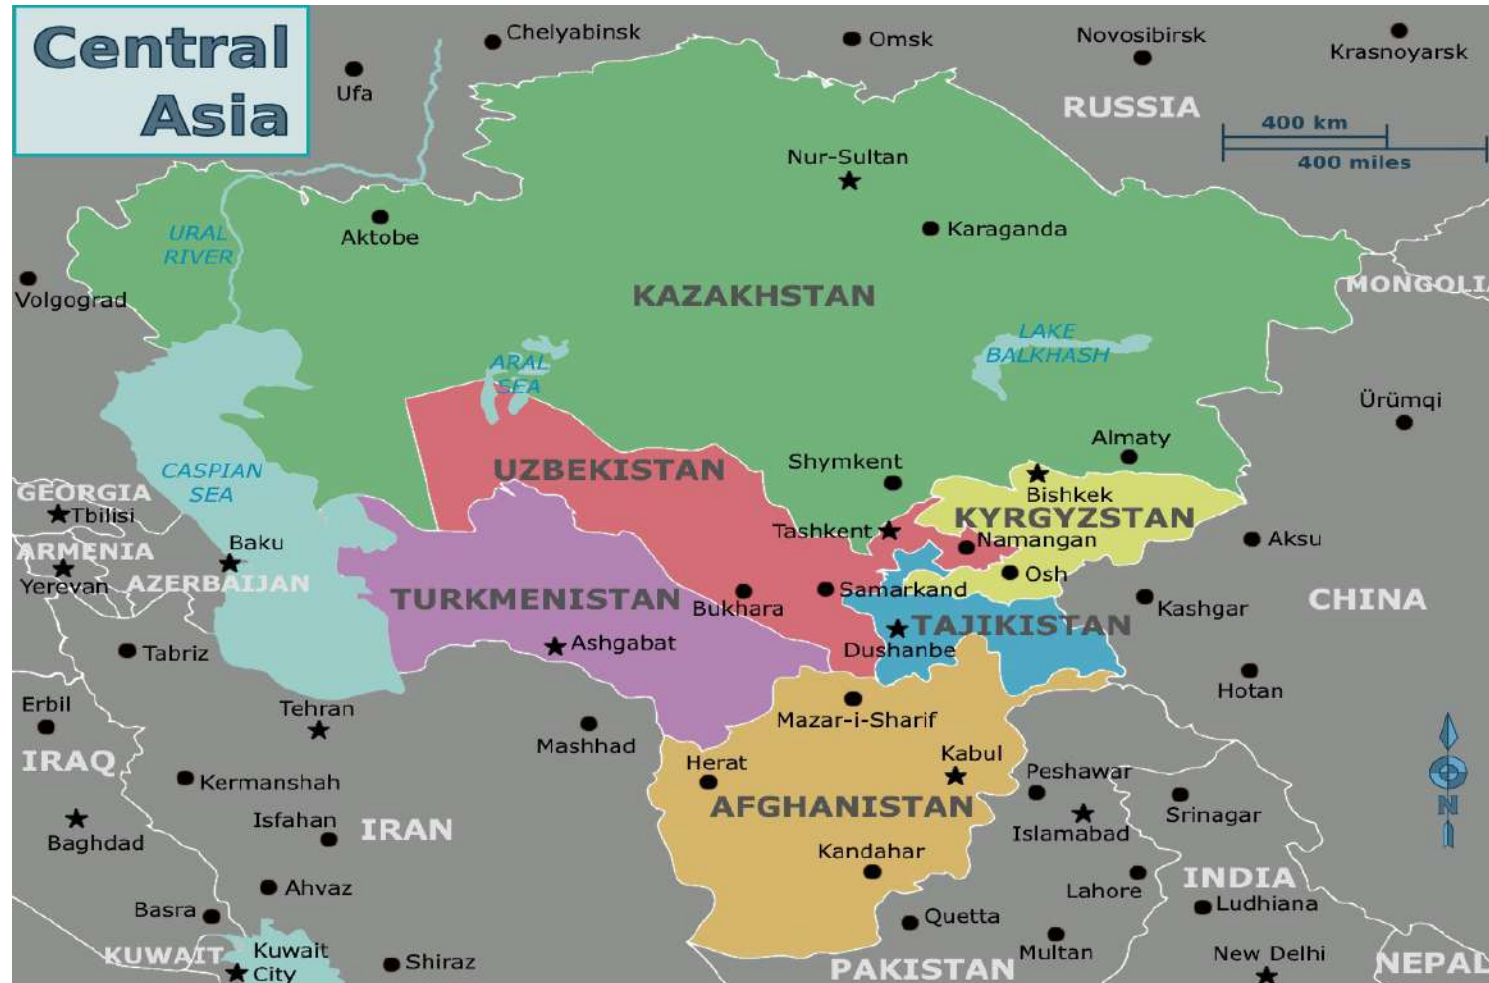 Central
Asia
Chelyabinsk
Omsk
Novosibirsk
Krasnoyarsk
Ufa
RUSSIA
400 km
400 miles
Nur-Sultan
Karaganda
URAL
RIVER
Aktobe
Volgograd
KAZAKHSTAN
MONGOLIA
ARAL
SEA
LAKE
BALKHASH
Ürümqi
Almaty
Shymkent
UZBEKISTAN
CASPIAN
SEA
Bishkek
KYRGYZSTAN
GEORGIA
Tbilisi
Tashkent
Namangan
Aksu
ARMENIA
Baku
Yerevan
AZERBAIJAN
Osh
TURKMENISTAN
Bukhara
Samarkand
Kashgar
CHINA
TAJIKISTAN
Ashgabat
Dushanbe
Tabriz
Hotan
Erbil
Tehran
Mashhad
Mazar-i-Sharif
IRAQ
Herat
Kabul
Kermanshah
Peshawar
AFGHANISTAN
N
Isfahan
IRAN
Baghdad
Islamabad
Srinagar
Kandahar
Ahvaz
Lahore
INDIA
Basra
Quetta
Ludhiana
KUWAIT
Kuwait
City
Shiraz
PAKISTAN
Multan
New Delhi
NEPAL